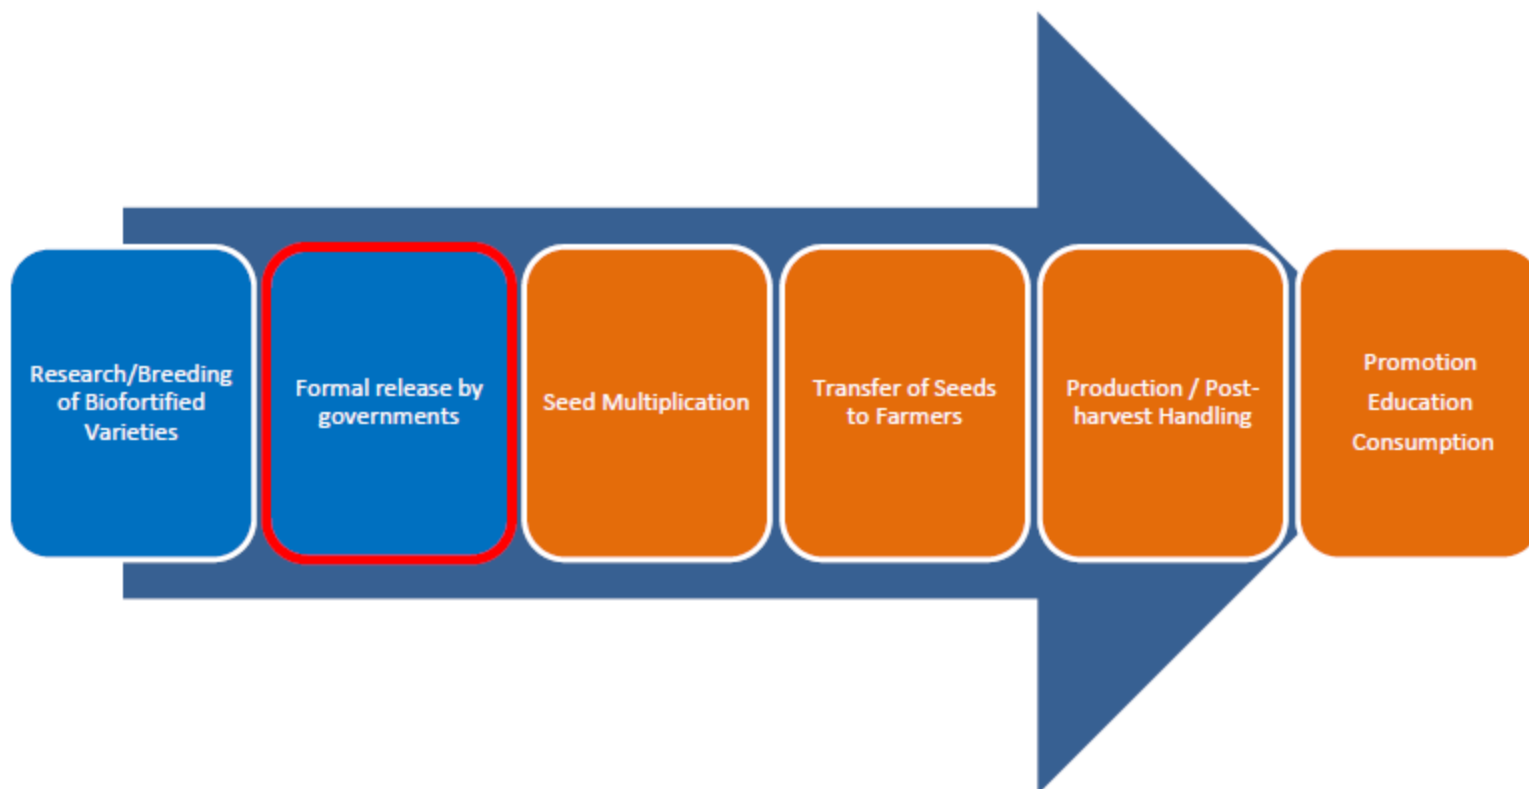 Research/Breeding
of Biofortified
Varieties
Formal release by
governments
Seed Multiplication
Transfer of Seeds
to Farmers
Production / Post-
harvest Handling
Promotion
Education
Consumption